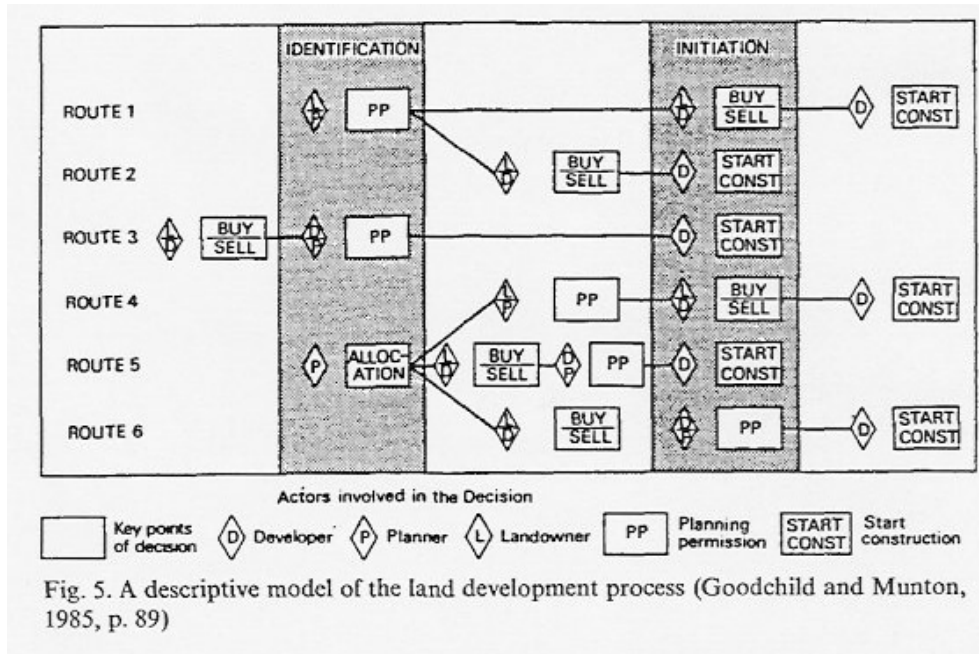 IDENTIFICATION INITIATION
ROUTE 1 L P PP L D BUY SELL D START CONST
ROUTE 2 L D BUY SELL D START CONST
ROUTE 3 L D BUY SELL D P PP D START CONST
ROUTE 4 L P PP L D BUY SELL D START CONST
ROUTE 5 P ALLOC- ATION L D BUY SELL D P PP D START CONST
ROUTE 6 L D BUY SELL D P PP D START CONST
Actors involved in the Decision
Key points of decision D Developer P Planner L Landowner PP Planning permission START CONST Start construction
Fig. 5. A descriptive model of the land development process (Goodchild and Munton,
1985, p. 89)